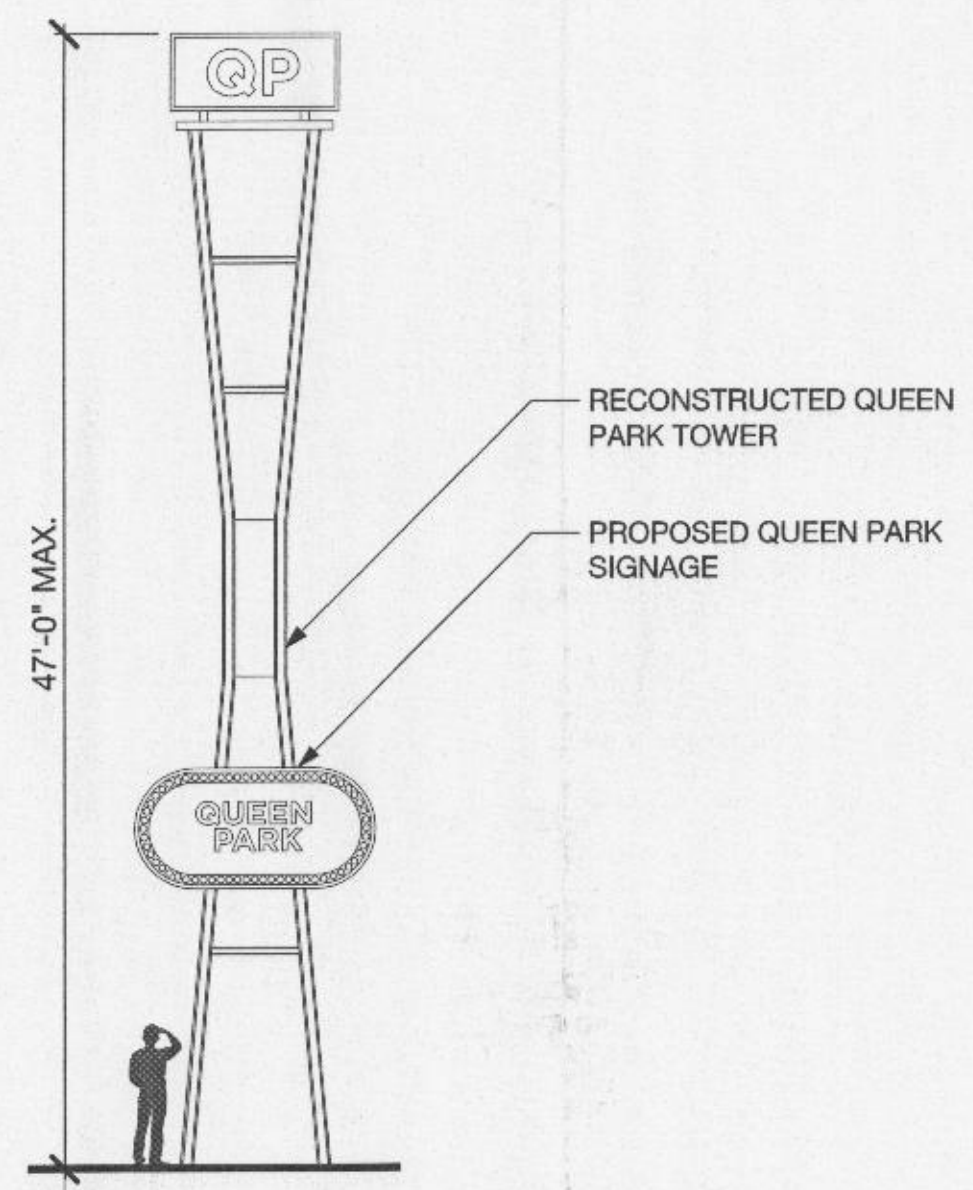 QP
47'-0" MAX.
RECONSTRUCTED QUEEN
PARK TOWER
PROPOSED QUEEN PARK
SIGNAGE
QUEEN
PARK